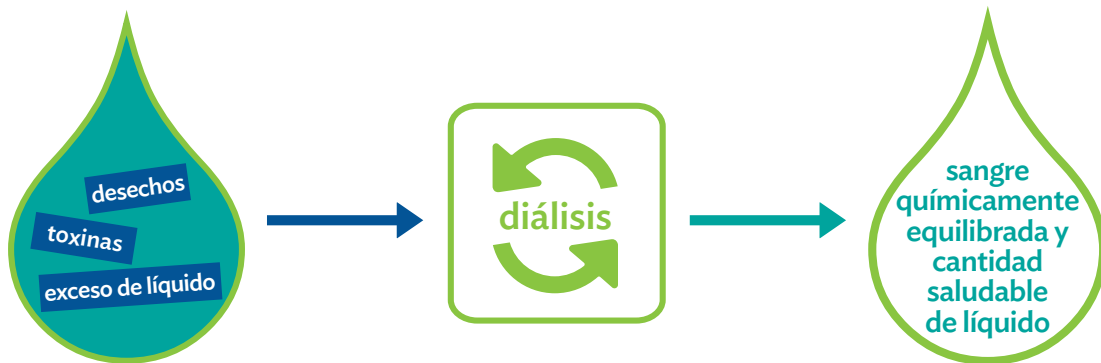 desechos
toxinas
exceso de líquido
diálisis
sangre
químicamente
equilibrada y
cantidad
saludable
de líquido